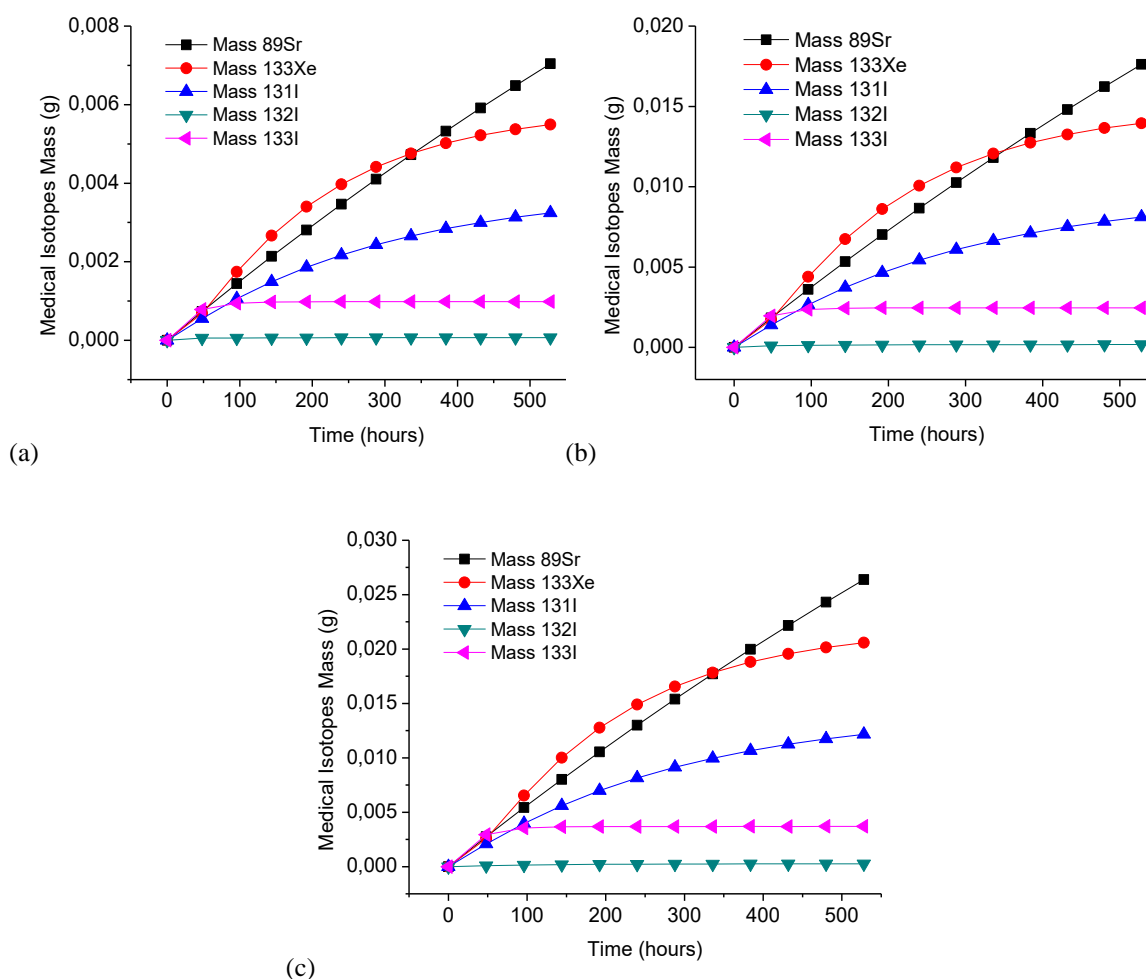 0,008
0,006
0,004
0,002
0,000
Medical Isotopes Mass (g)
Mass 89Sr
Mass 133Xe
Mass 131I
Mass 132I
Mass 133I
0 100 200 300 400 500
Time (hours)
(a)
0,020
0,015
0,010
0,005
0,000
Medical Isotopes Mass (g)
Mass 89Sr
Mass 133Xe
Mass 131I
Mass 132I
Mass 133I
0 100 200 300 400 500
Time (hours)
(b)
0,030
0,025
0,020
0,015
0,010
0,005
0,000
Medical Isotopes Mass (g)
Mass 89Sr
Mass 133Xe
Mass 131I
Mass 132I
Mass 133I
0 100 200 300 400 500
Time (hours)
(c)